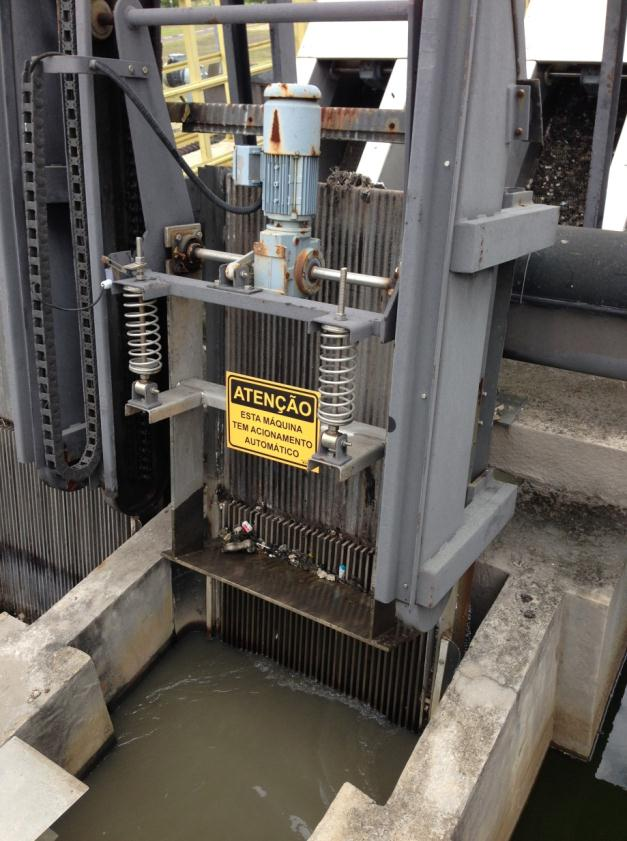 ATENÇÃO
ESTA MÁQUINA
TEM ACIONAMENTO
AUTOMÁTICO